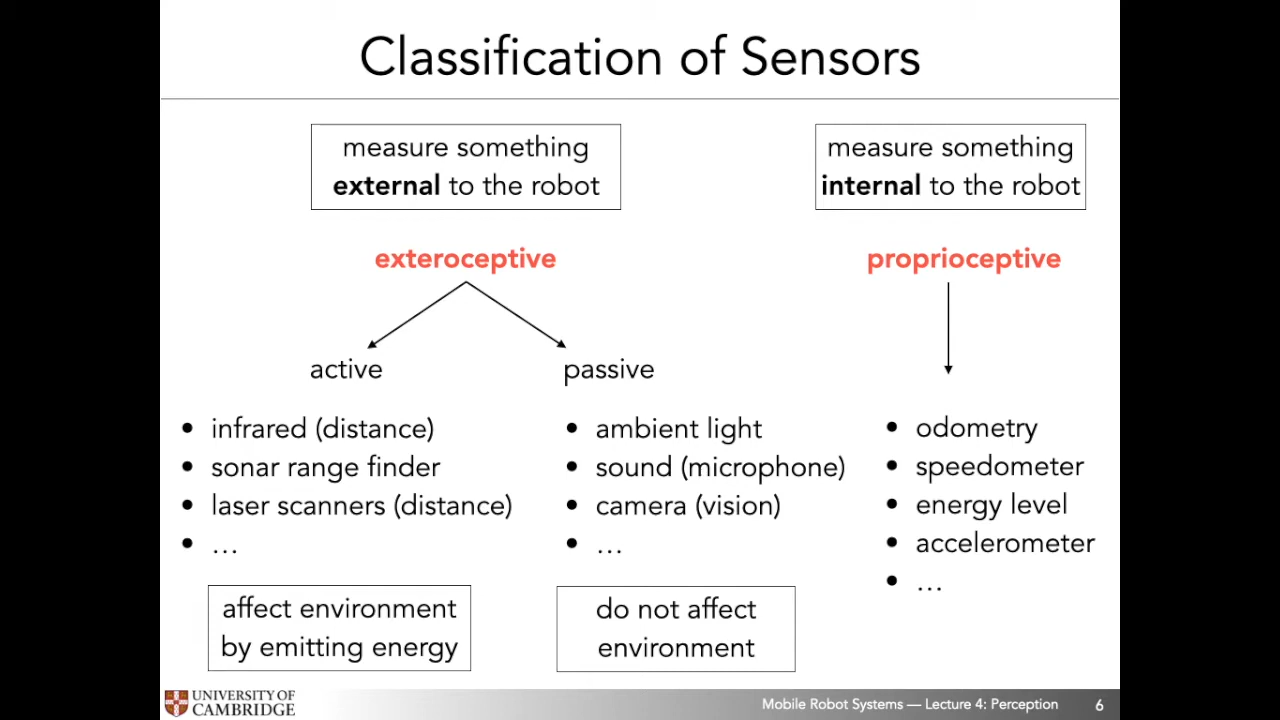 Classification of Sensors
measure something
external to the robot
measure something
internal to the robot
exteroceptive
proprioceptive
active
passive
• infrared (distance)
• sonar range finder
• laser scanners (distance)
• …
• ambient light
• sound (microphone)
• camera (vision)
• …
• odometry
• speedometer
• energy level
• accelerometer
• …
affect environment
by emitting energy
do not affect
environment
UNIVERSITY OF
CAMBRIDGE
Mobile Robot Systems — Lecture 4: Perception
6